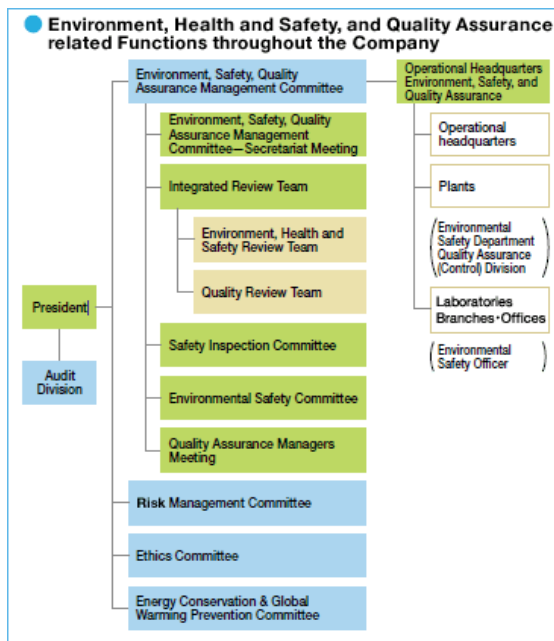 Environment, Health and Safety, and Quality Assurance
related Functions throughout the Company
Environment, Safety, Quality
Assurance Management Committee
Operational Headquarters
Environment, Safety, and
Quality Assurance
Environment, Safety, Quality
Assurance Management
Committee—Secretariat Meeting
Operational
headquarters
Integrated Review Team
Plants
Environment, Health and
Safety Review Team
(Environmental
Safety Department
Quality Assurance
(Control) Division)
Quality Review Team
President
Laboratories
Branches・Offices
Safety Inspection Committee
(Environmental
Safety Officer)
Audit
Division
Environmental Safety Committee
Quality Assurance Managers
Meeting
Risk Management Committee
Ethics Committee
Energy Conservation & Global
Warming Prevention Committee